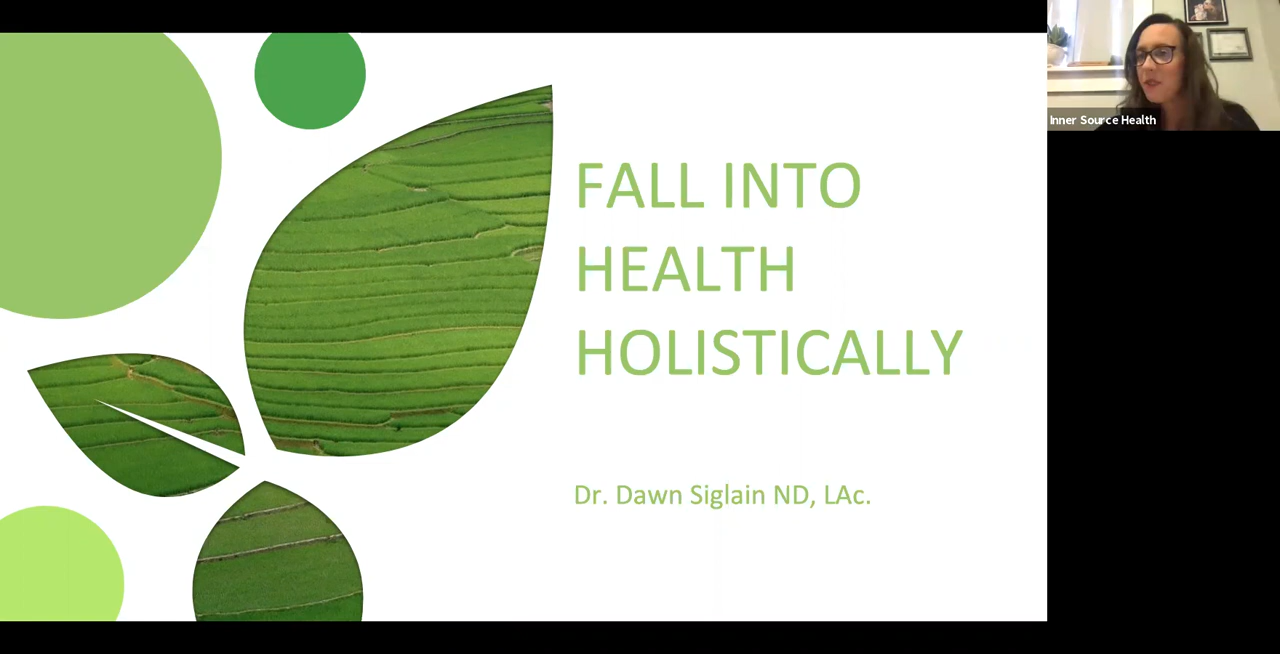 FALL INTO
HEALTH
HOLISTICALLY
Dr. Dawn Siglain ND, LAc.
Inner Source Health